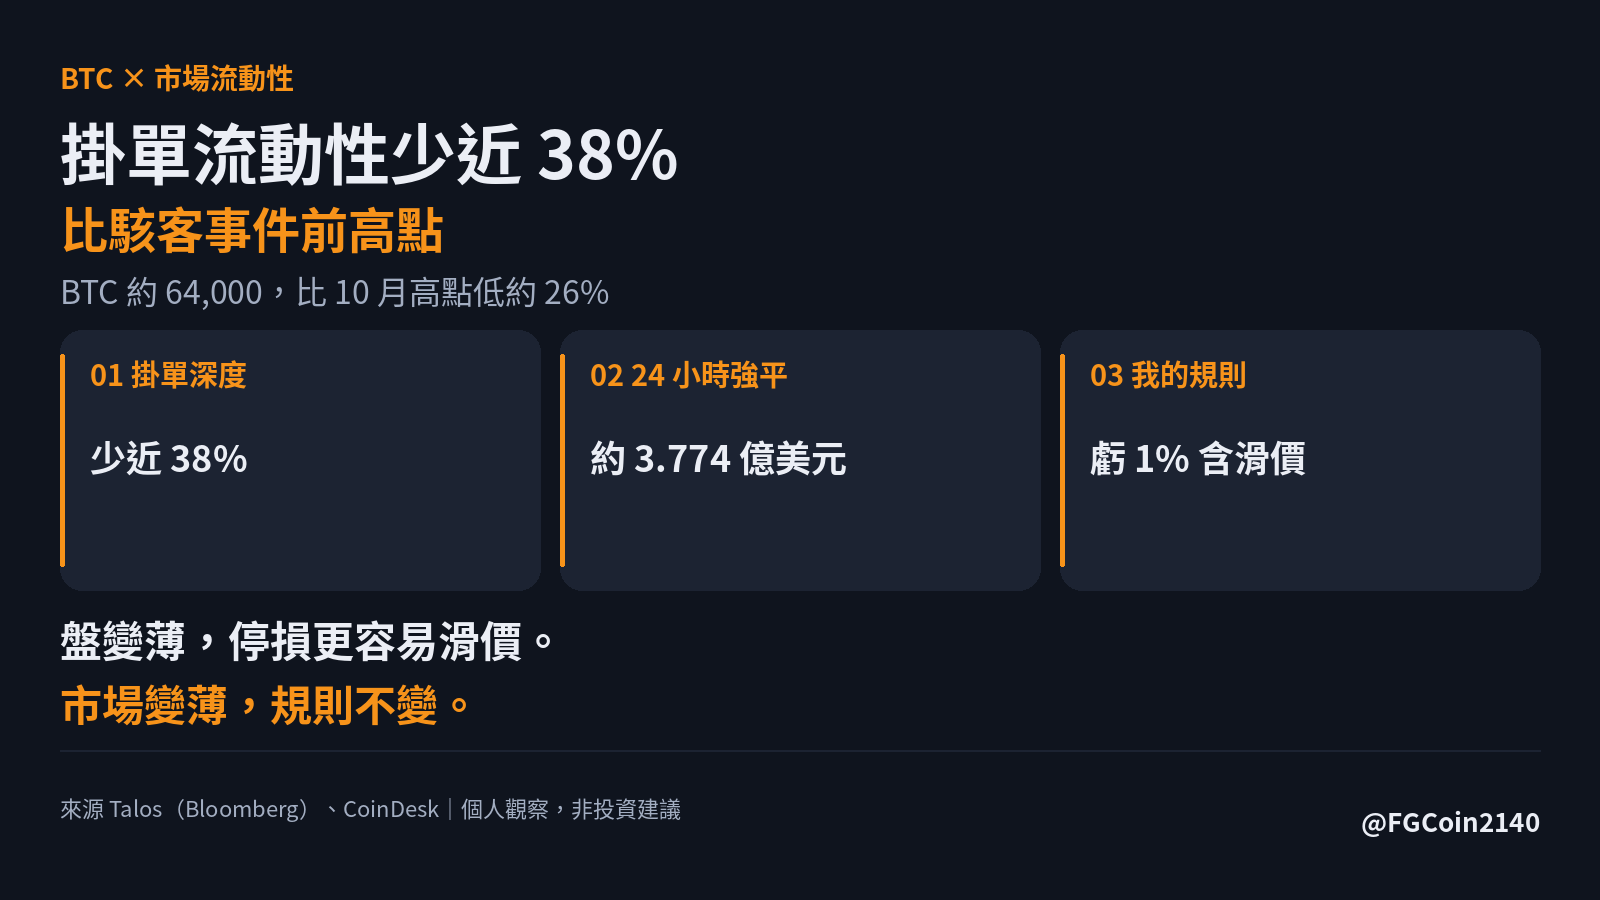 BTC × 市場流動性
掛單流動性少近 38%
比駭客事件前高點
BTC 約 64,000，比 10 月高點低約 26%
01 掛單深度
少近 38%
02 24 小時強平
約 3.774 億美元
03 我的規則
虧 1% 含滑價
盤變薄，停損更容易滑價。
市場變薄，規則不變。
來源 Talos（Bloomberg）、CoinDesk｜個人觀察，非投資建議
@FGCoin2140